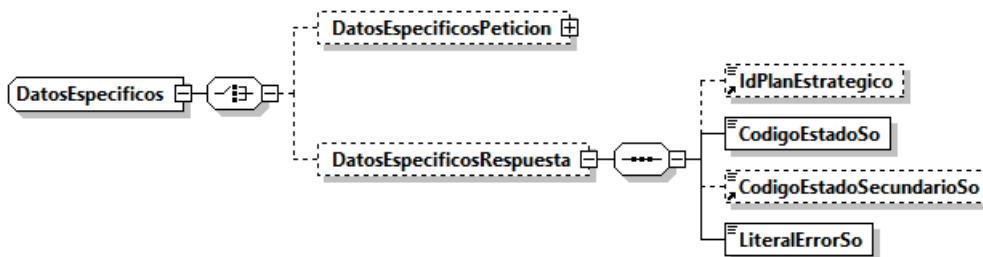 DatosEspecificosPeticion
DatosEspecificos
DatosEspecificosRespuesta
IdPlanEstrategico
CodigoEstadoSo
CodigoEstadoSecundarioSo
LiteralErrorSo